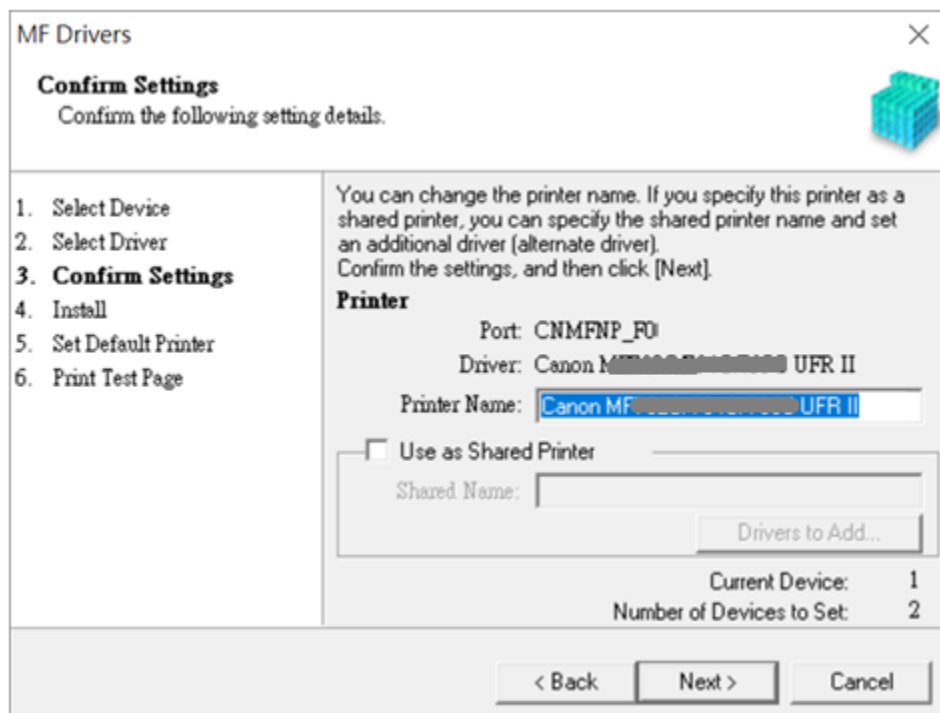 MF Drivers
Confirm Settings
Confirm the following setting details.
1. Select Device
2. Select Driver
3. Confirm Settings
4. Install
5. Set Default Printer
6. Print Test Page
You can change the printer name. If you specify this printer as a
shared printer, you can specify the shared printer name and set
an additional driver (alternate driver).
Confirm the settings, and then click [Next].
Printer
Port: CNMFNP_F0
Driver: Canon UFR II
Printer Name: Canon MF UFR II
Use as Shared Printer
Shared Name:
Drivers to Add...
Current Device: 1
Number of Devices to Set: 2
< Back
Next >
Cancel